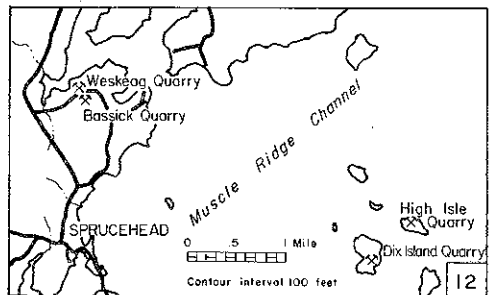 Weskeag Quarry
Bassick Quarry
Muscle Ridge Channel
High Isle
Quarry
SPRUCEHEAD
Dix Island Quarry
0 .5 1 Mile
Contour interval 100 feet
12